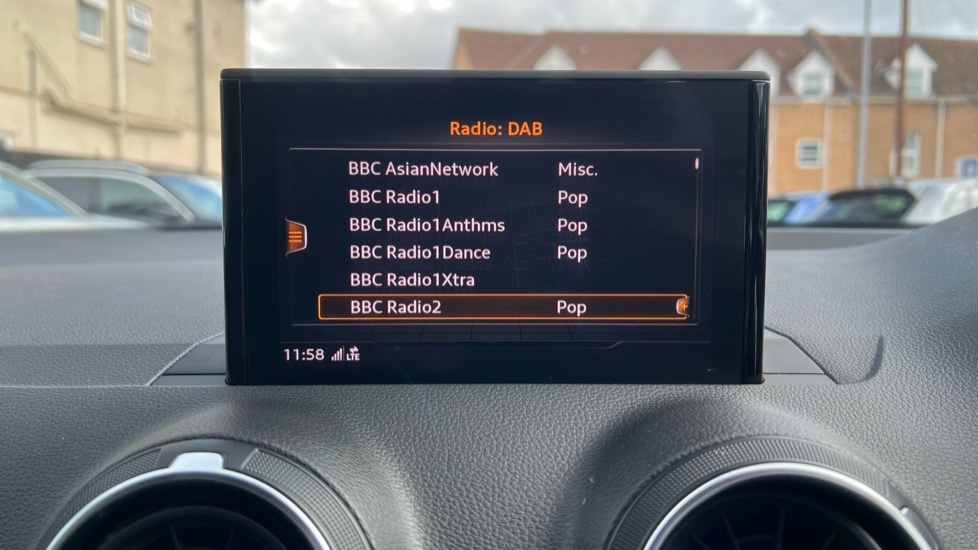 Radio: DAB
BBC AsianNetwork Misc.
BBC Radio1 Pop
BBC Radio1Anthms Pop
BBC Radio1Dance Pop
BBC Radio1Xtra
BBC Radio2 Pop
11:58 LTE